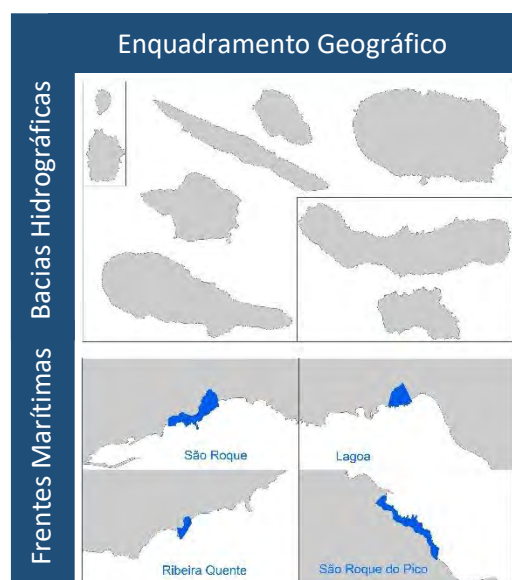 Enquadramento Geográfico
Bacias Hidrográficas
Frentes Marítimas
São Roque
Lagoa
Ribeira Quente
São Roque do Pico